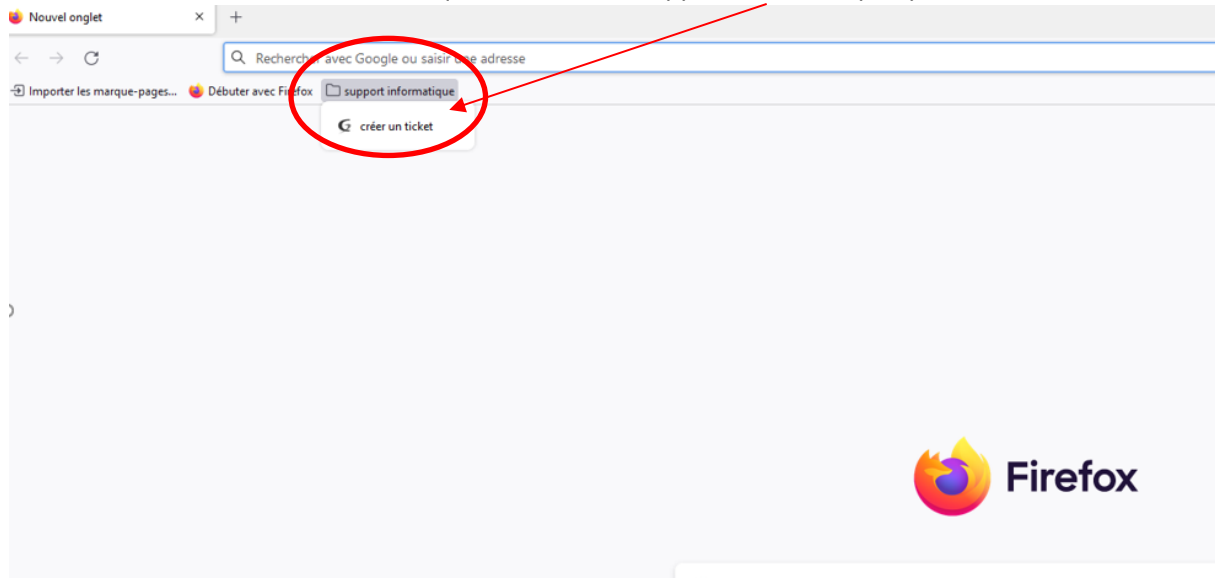 Nouvel onglet
Rechercher avec Google ou saisir une adresse
Importer les marque-pages... Débuter avec Firefox support informatique
créer un ticket
Firefox